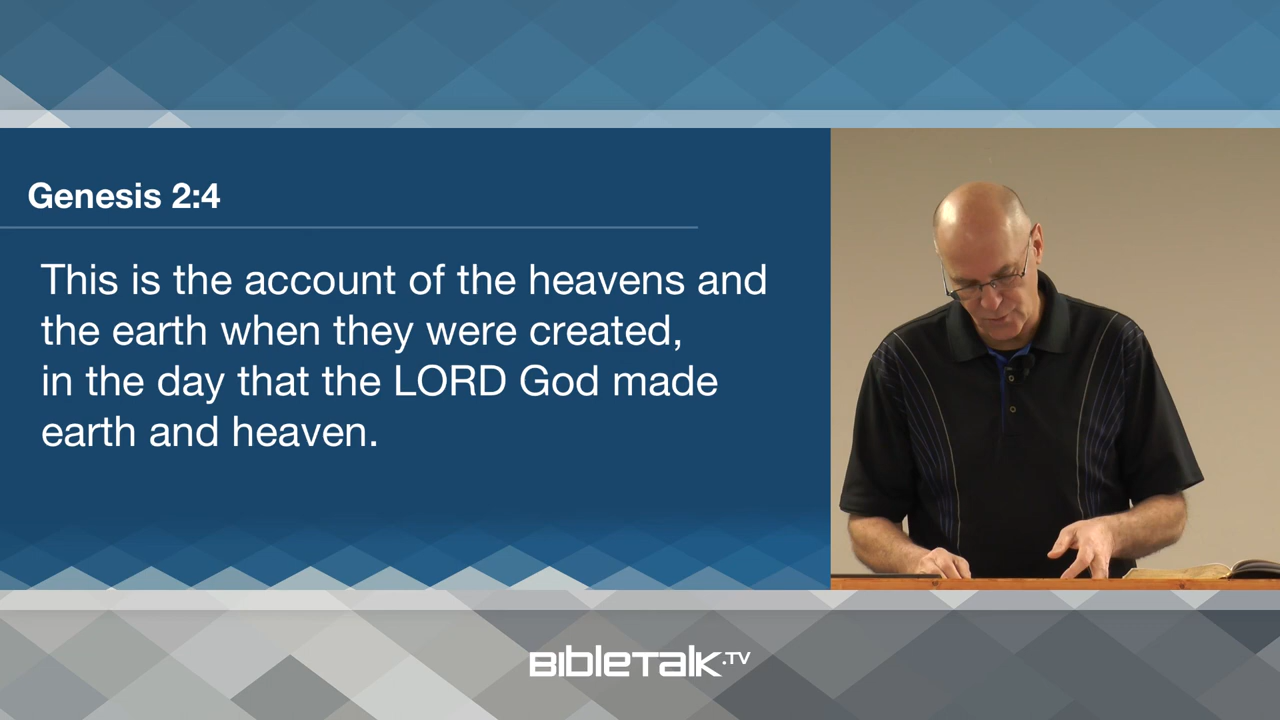 Genesis 2:4
This is the account of the heavens and
the earth when they were created,
in the day that the LORD God made
earth and heaven.
BIBLETALK.TV